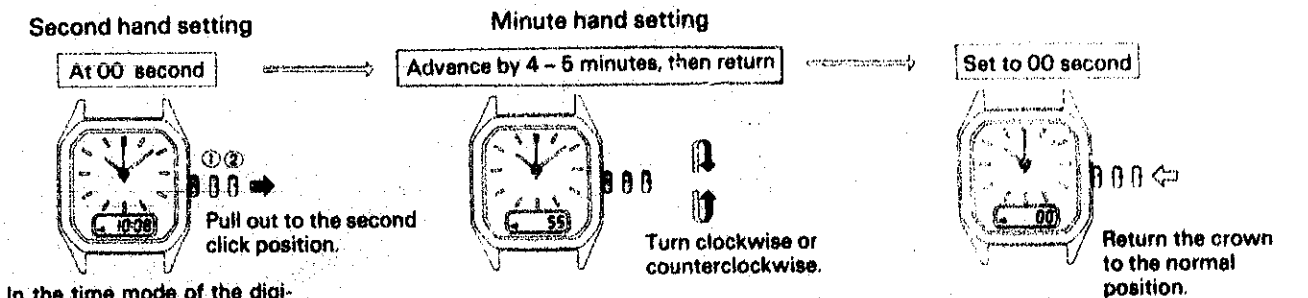 Second hand setting
Minute hand setting
At 00 second
Advance by 4 – 5 minutes, then return
Set to 00 second
① ②
10:08
55
00
Pull out to the second
click position.
Turn clockwise or
counterclockwise.
Return the crown
to the normal
position.
In the time mode of the digi-